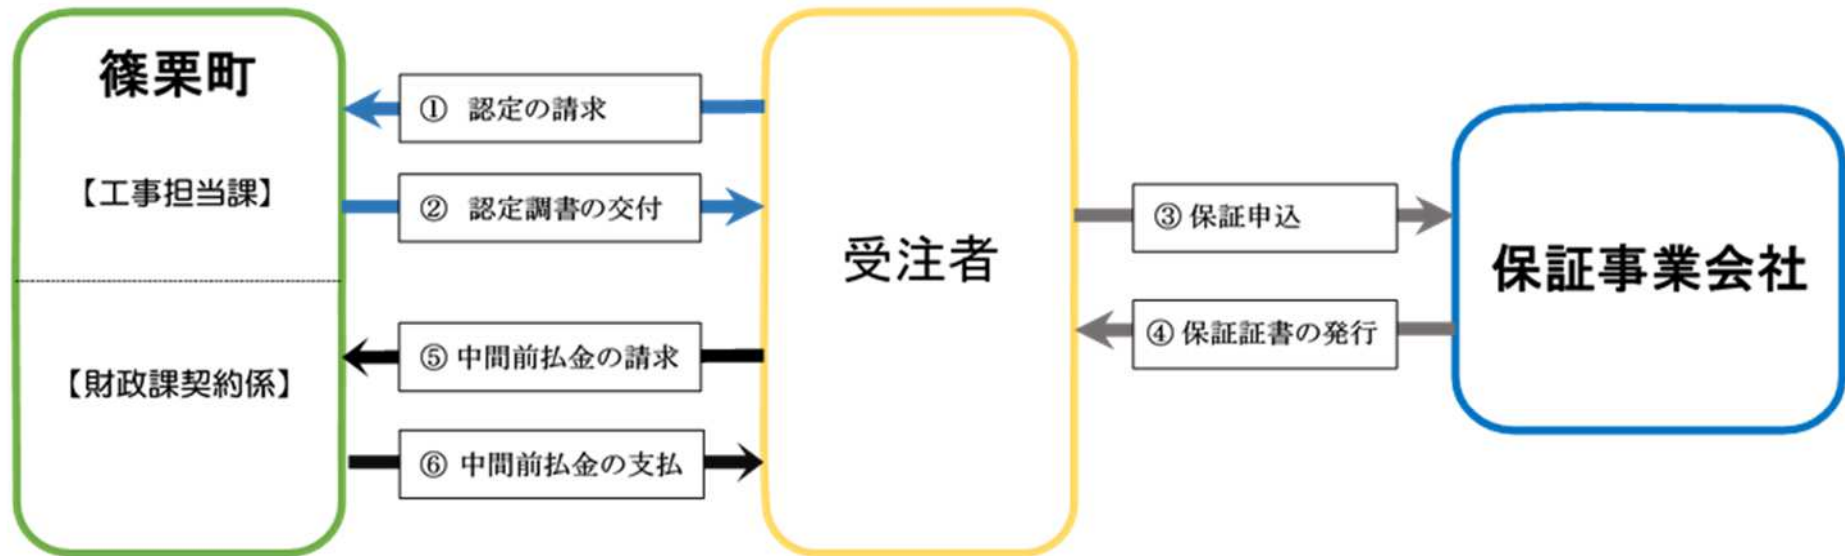 篠栗町
【工事担当課】
【財政課契約係】
① 認定の請求
② 認定調書の交付
⑤ 中間前払金の請求
⑥ 中間前払金の支払
受注者
③ 保証申込
④ 保証証書の発行
保証事業会社